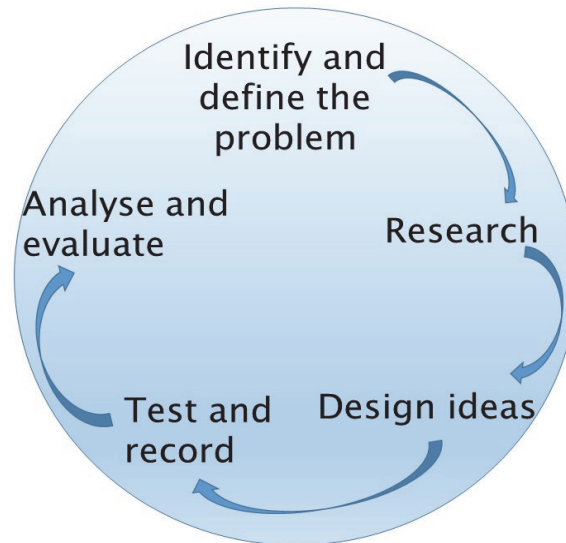 Identify and
define the
problem
Research
Design ideas
Test and
record
Analyse and
evaluate